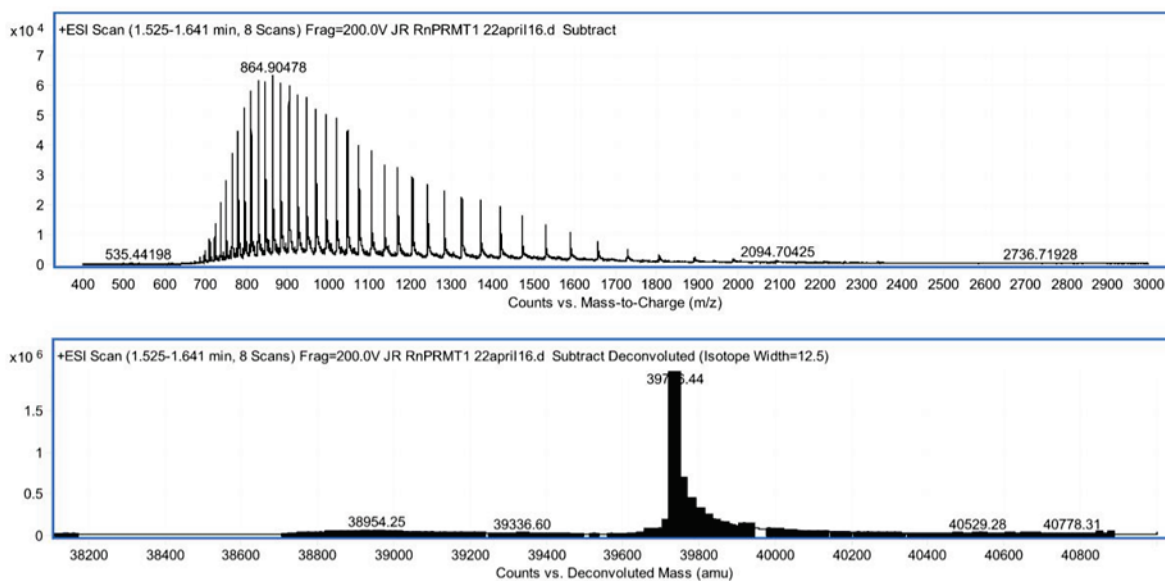 x10 4
+ESI Scan (1.525-1.641 min, 8 Scans) Frag=200.0V JR RnPRMT1 22april16.d Subtract
7
864.90478
6
5
4
3
2
1
535.44198
2094.70425
2736.71928
0
400 500 600 700 800 900 1000 1100 1200 1300 1400 1500 1600 1700 1800 1900 2000 2100 2200 2300 2400 2500 2600 2700 2800 2900 3000
Counts vs. Mass-to-Charge (m/z)
x10 6
+ESI Scan (1.525-1.641 min, 8 Scans) Frag=200.0V JR RnPRMT1 22april16.d Subtract Deconvoluted (Isotope Width=12.5)
1.5
1
0.5
38954.25
39336.60
40529.28
40778.31
0
38200 38400 38600 38800 39000 39200 39400 39600 39800 40000 40200 40400 40600 40800
Counts vs. Deconvoluted Mass (amu)